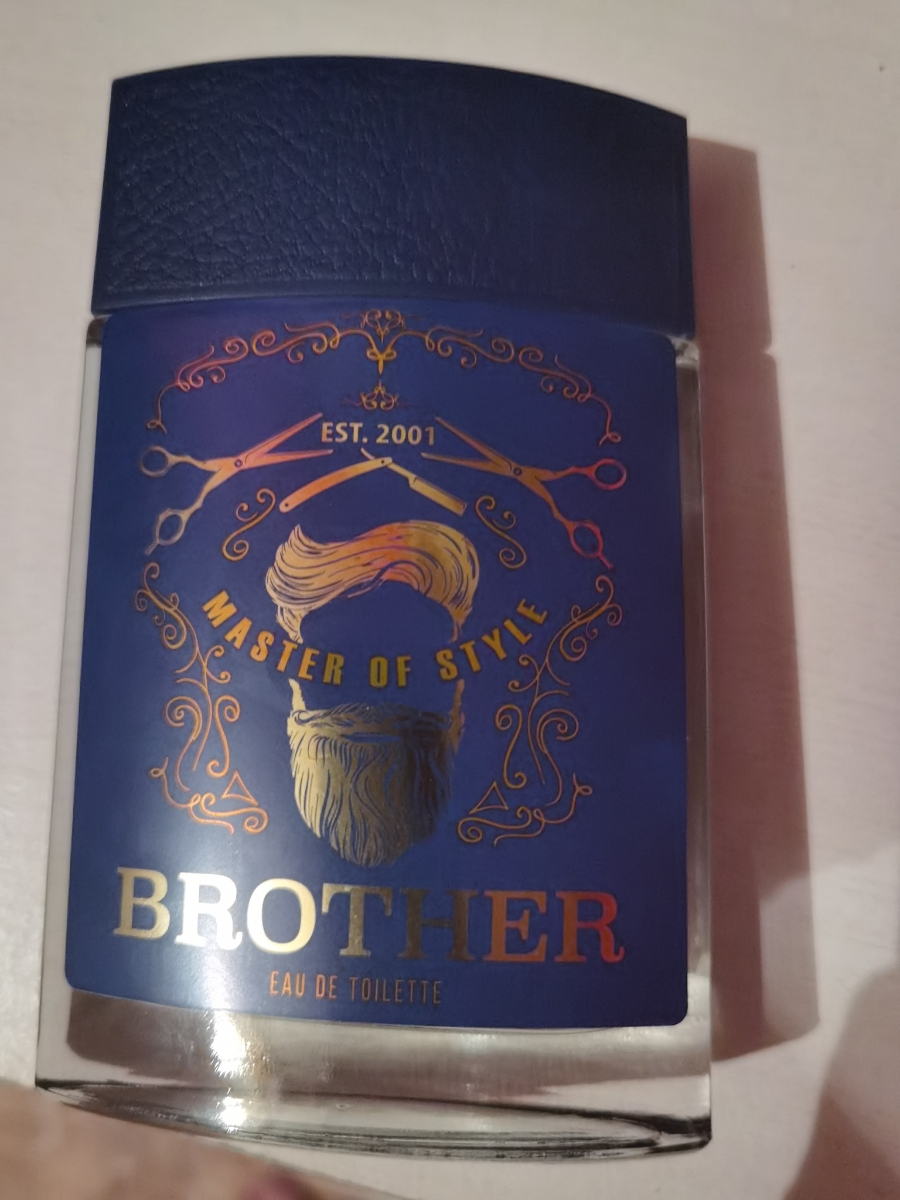 EST. 2001
MASTER OF STYLE
BROTHER
EAU DE TOILETTE